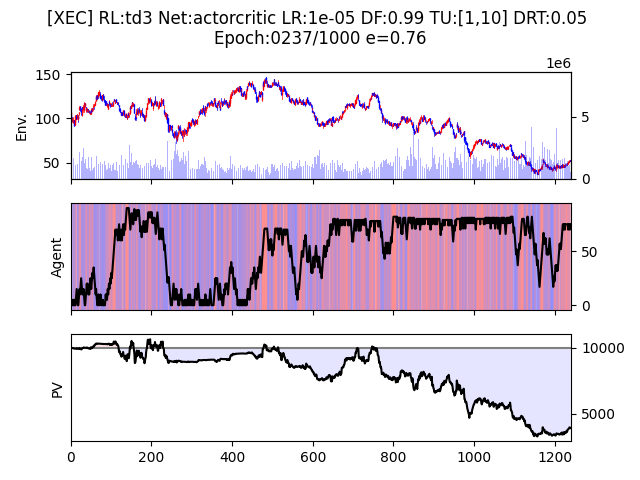 [XEC] RL:td3 Net:actorcritic LR:1e-05 DF:0.99 TU:[1,10] DRT:0.05
Epoch:0237/1000 e=0.76
1e6
150
100
50
Env.
5
0
Agent
50
0
PV
10000
5000
0 200 400 600 800 1000 1200